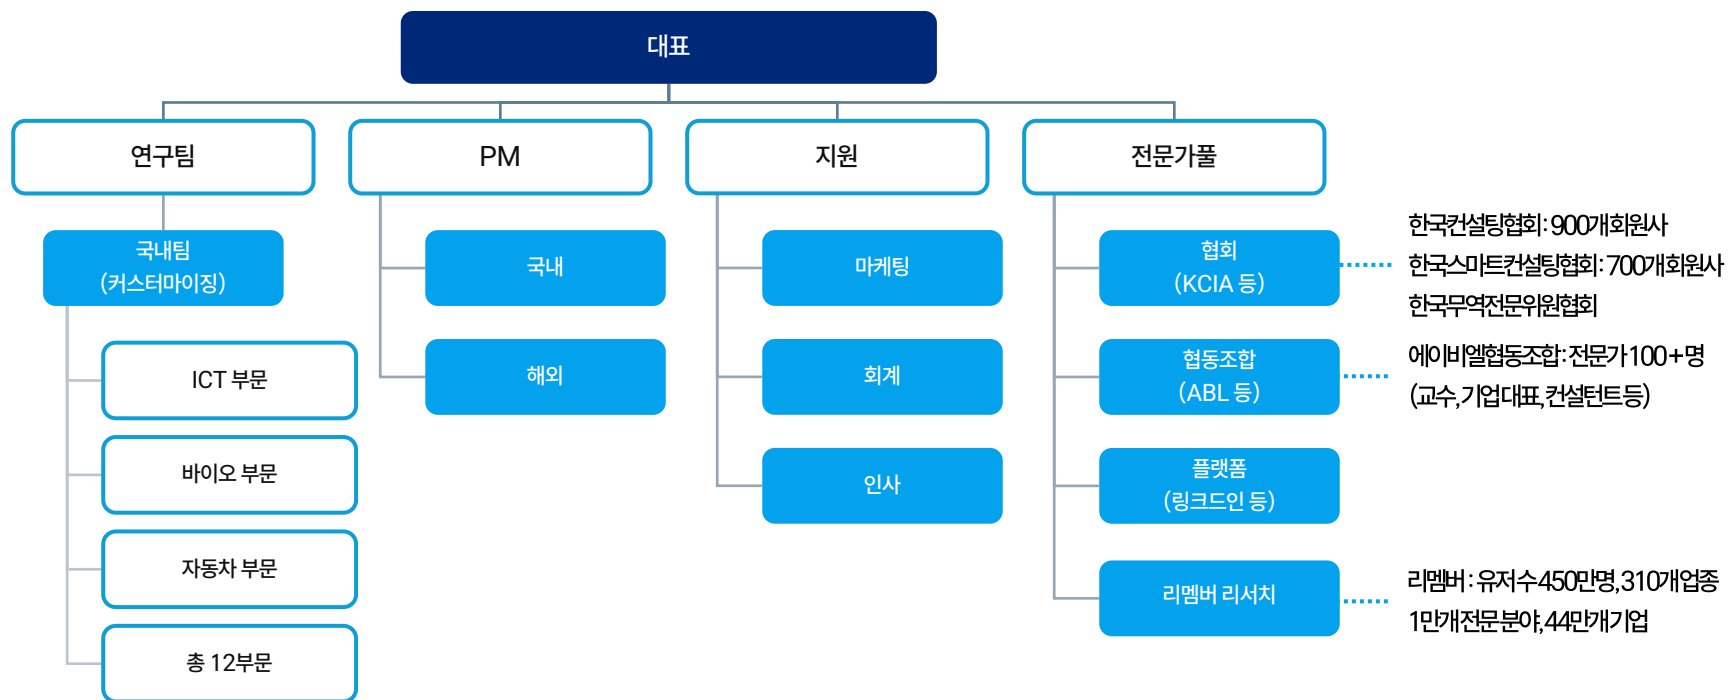 대표
연구팀
PM
지원
전문가풀
국내팀
(커스터마이징)
ICT 부문
바이오 부문
자동차 부문
총 12부문
국내
해외
마케팅
회계
인사
협회
(KCIA 등)
한국컨설팅협회: 900개회원사
한국스마트컨설팅협회: 700개회원사
한국무역전문위원협회
협동조합
(ABL 등)
에이비엘협동조합: 전문가 100+명
(교수, 기업대표, 컨설턴트 등)
플랫폼
(링크드인 등)
리멤버 리서치
리멤버 : 유저수 450만명, 310개업종
1만개 전문 분야, 44만개 기업